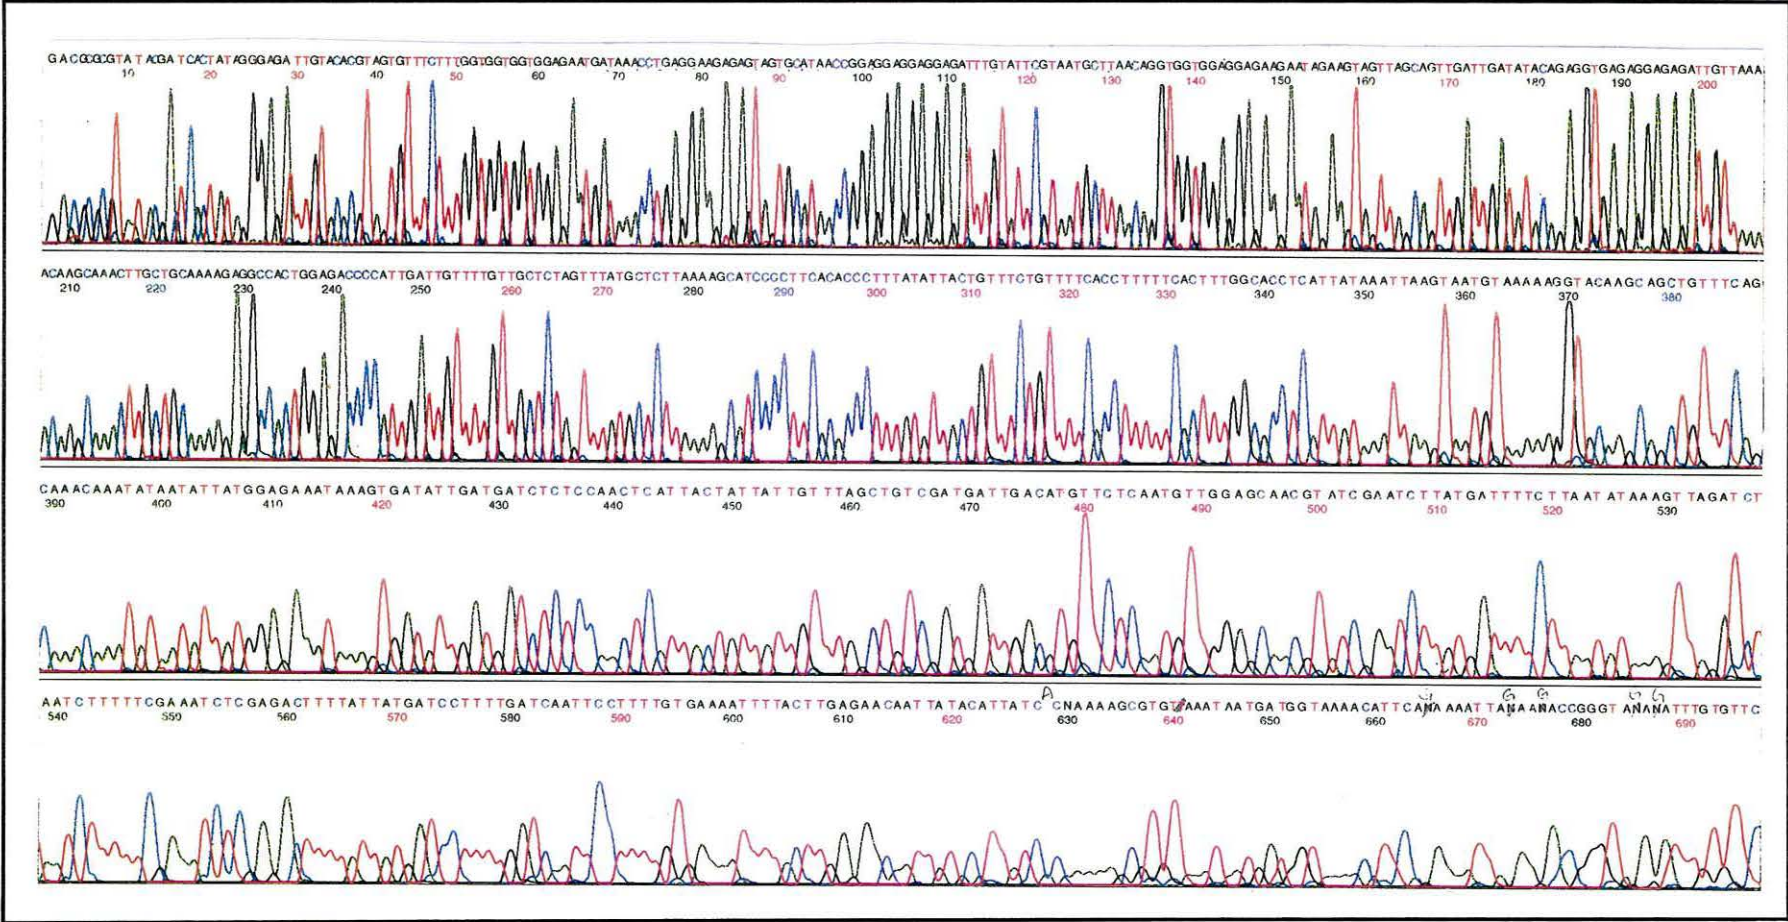 GACGCGCGTATACGATCACTATAGGGAGATTGTACACGTAGTGTTTCTTTGGTGGTGGTGGAGAATGATAAACCTGAGGAAGAGAGTAGTGCATAACCGGAGGAGGAGGAGATTTGTATTCGTAATGCTTAACAGGTGGTGGAGGAGAAGAATAGAAGTAGTTAGCAGTTGATTGATATACAGAGGTGAGAGGAGAGATTGTTAAA
10 20 30 40 50 60 70 80 90 100 110 120 130 140 150 160 170 180 190 200
ACAAGCAAACTTGCTGCAAAAGAGGCCACTGGAGACCCCATTGATTGTTTTGTTGCTCTAGTTTATGCTCTTAAAAGCATCCGCTTCACACCCTTTATATTACTGTTTCTGTTTTCACCTTTTTCACTTTGGCACCTCATTATAAATTAAGTAATGTAAAAAGGTACAAGCAGCTGTTTCAG
210 220 230 240 250 260 270 280 290 300 310 320 330 340 350 360 370 380
CAAACAAATATAATATTATGGAGAAATAAAGTGATATTGATGATCTCTCCAACTCATTACTATTATTGTTTAGCTGTCGATGATTGACATGTTCTCAATGTTGGAGCAACGTATCGAATCTTATGATTTTCTTAATATAAAGTTAGATCT
390 400 410 420 430 440 450 460 470 480 490 500 510 520 530
A G G G G G
AATCTTTTTCGAAATCTCGAGACTTTTATTATGATCCTTTTGATCAATTCCTTTTGTGAAAATTTTACTTGAGAACAATTATACATTATCCNAAAAGCGTGTAAATAATGATGGTAAAACATTCANAAAATTANAANACCGGGTANANATTTGTGTTC
540 550 560 570 580 590 600 610 620 630 640 650 660 670 680 690